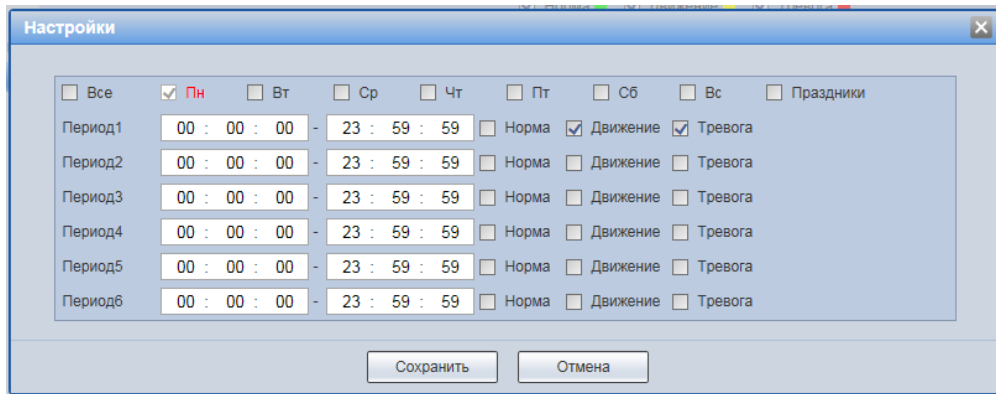 Норма Движение Тревога
Настройки
Все Пн Вт Ср Чт Пт Сб Вс Праздники
Период1 00 : 00 : 00 - 23 : 59 : 59 Норма Движение Тревога
Период2 00 : 00 : 00 - 23 : 59 : 59 Норма Движение Тревога
Период3 00 : 00 : 00 - 23 : 59 : 59 Норма Движение Тревога
Период4 00 : 00 : 00 - 23 : 59 : 59 Норма Движение Тревога
Период5 00 : 00 : 00 - 23 : 59 : 59 Норма Движение Тревога
Период6 00 : 00 : 00 - 23 : 59 : 59 Норма Движение Тревога
Сохранить Отмена